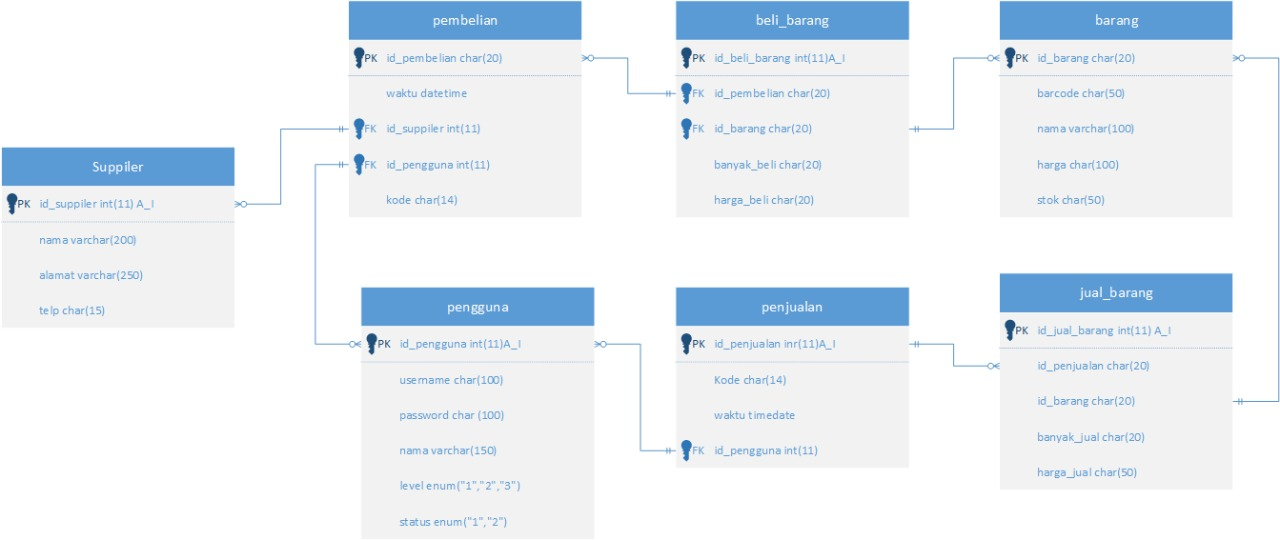 pembelian
PK id_pembelian char(20)
waktu datetime
FK id_suppiler int(11)
FK id_pengguna int(11)
kode char(14)
beli_barang
PK id_beli_barang int(11)A_I
FK id_pembelian char(20)
FK id_barang char(20)
banyak_beli char(20)
harga_beli char(20)
barang
PK id_barang char(20)
barcode char(50)
nama varchar(100)
harga char(100)
stok char(50)
Suppiler
PK id_suppiler int(11) A_I
nama varchar(200)
alamat varchar(250)
telp char(15)
pengguna
PK id_pengguna int(11)A_I
username char(100)
password char (100)
nama varchar(150)
level enum("1","2","3")
status enum("1","2")
penjualan
PK id_penjualan inr(11)A_I
Kode char(14)
waktu timedate
FK id_pengguna int(11)
jual_barang
PK id_jual_barang int(11) A_I
id_penjualan char(20)
id_barang char(20)
banyak_jual char(20)
harga_jual char(50)